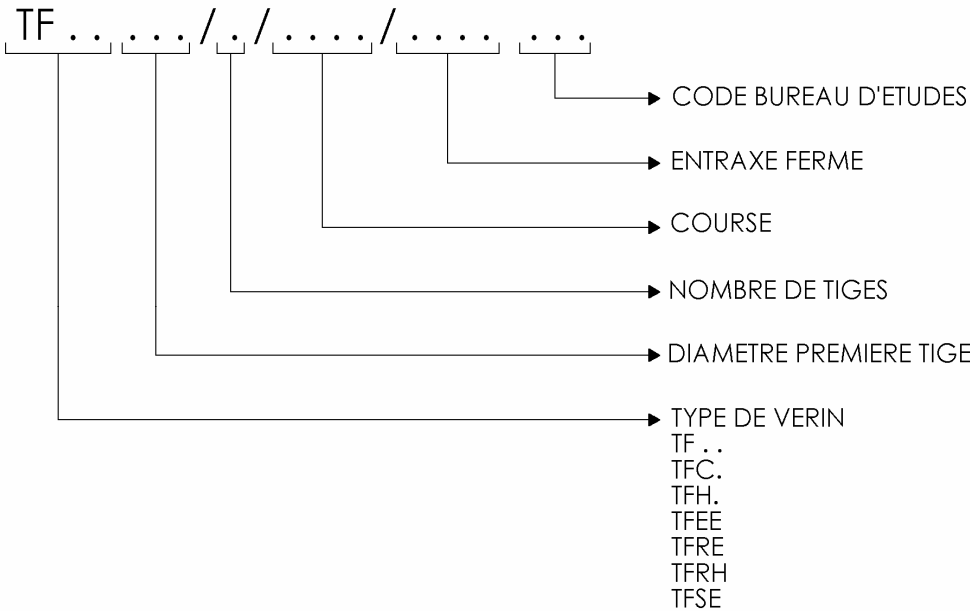 TF . . . . . / . / . . . . / . . . . . . .
CODE BUREAU D'ETUDES
ENTRAXE FERME
COURSE
NOMBRE DE TIGES
DIAMETRE PREMIERE TIGE
TYPE DE VERIN
TF . .
TFC.
TFH.
TFEE
TFRE
TFRH
TFSE